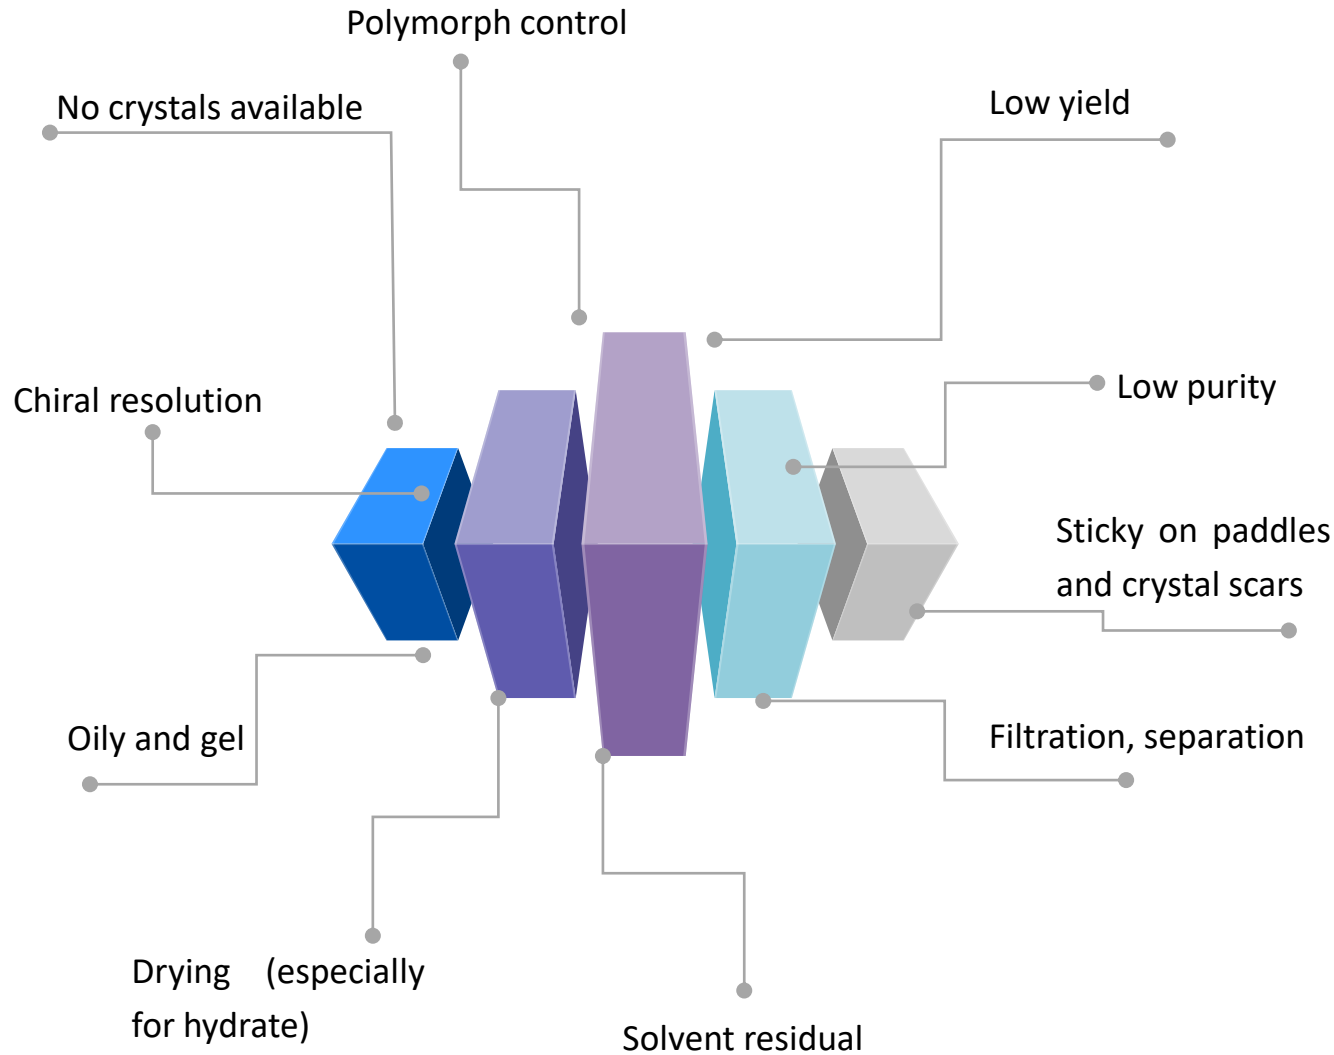 Polymorph control
No crystals available
Low yield
Chiral resolution
Low purity
Sticky on paddles
and crystal scars
Oily and gel
Filtration, separation
Drying (especially
for hydrate)
Solvent residual